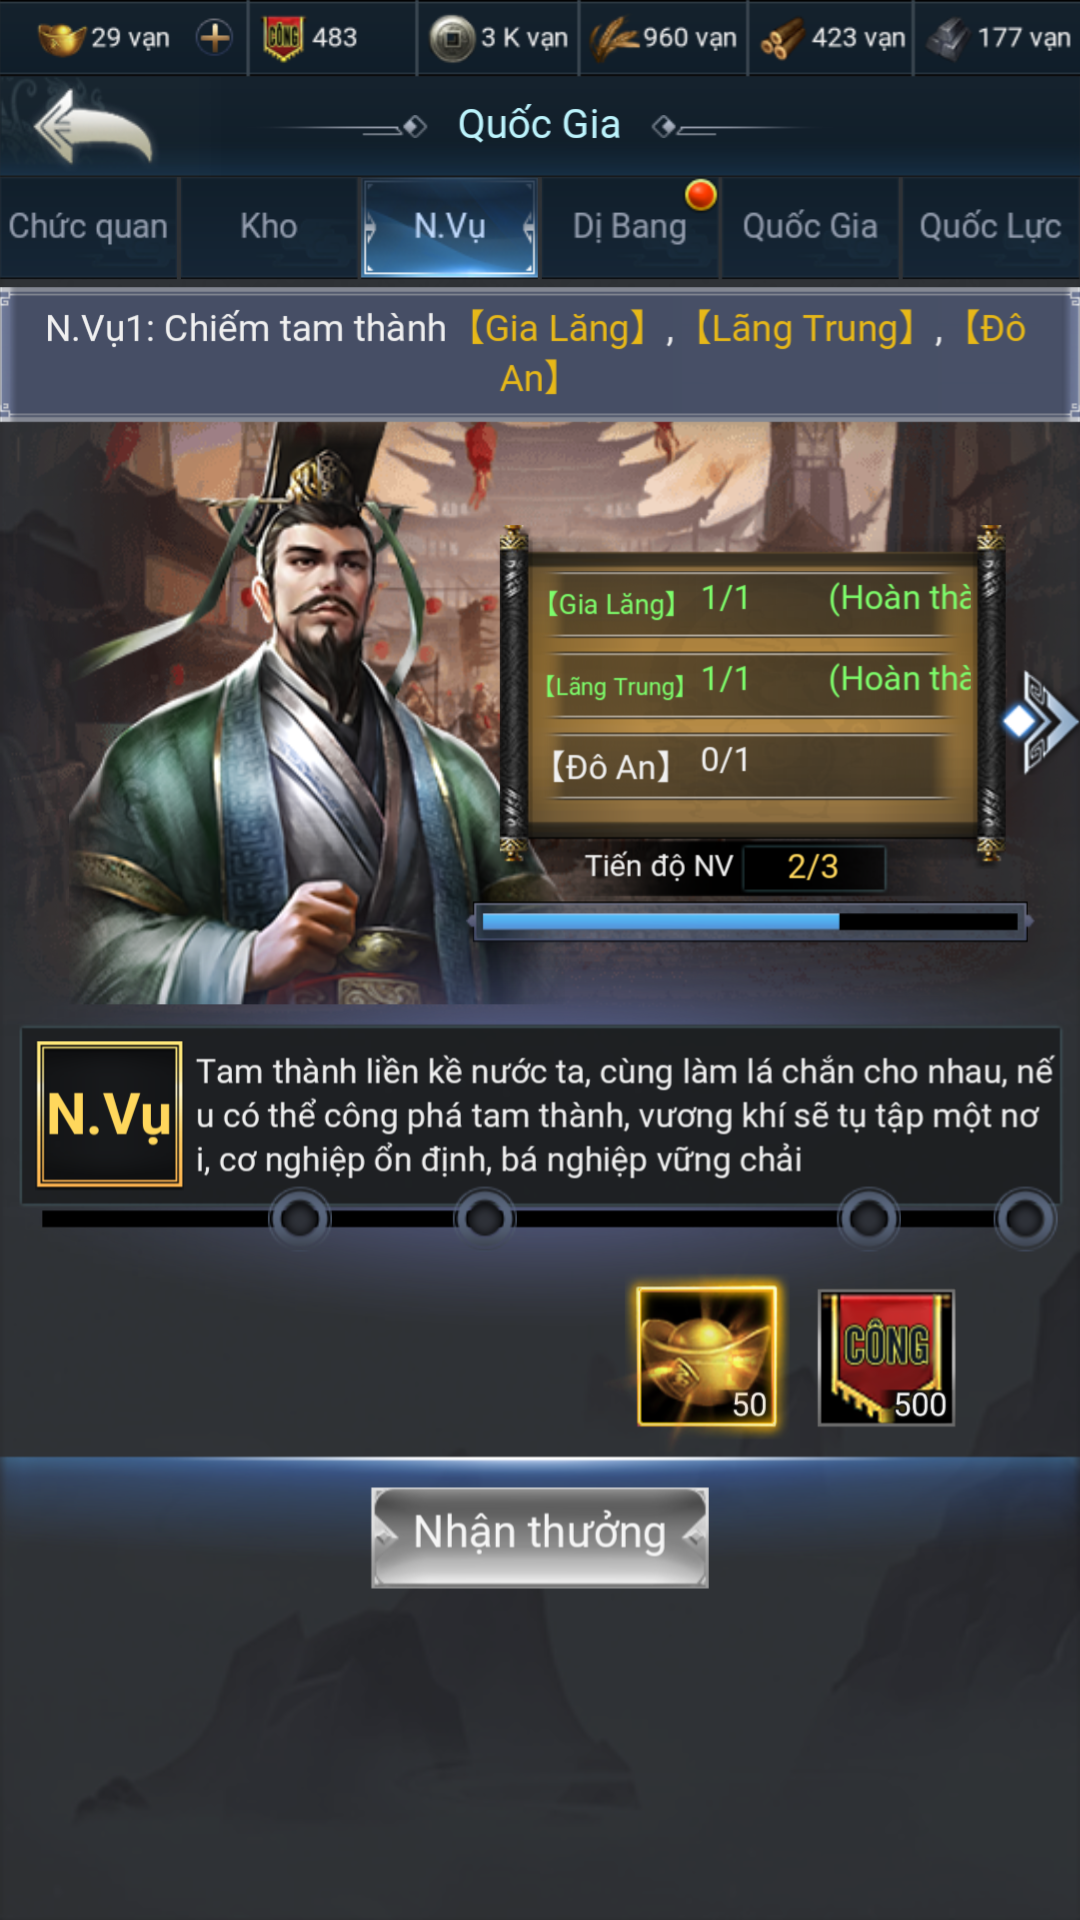 29 vạn
CÔNG 483
3 K vạn
960 vạn
423 vạn
177 vạn
Quốc Gia
Chức quan
Kho
N.Vụ
Dị Bang
Quốc Gia
Quốc Lực
N.Vụ1: Chiếm tam thành【Gia Lăng】,【Lãng Trung】,【Đô
An】
【Gia Lăng】 1/1 (Hoàn thà
【Lãng Trung】 1/1 (Hoàn thà
【Đô An】 0/1
Tiến độ NV 2/3
N.Vụ
Tam thành liền kề nước ta, cùng làm lá chắn cho nhau, nế
u có thể công phá tam thành, vương khí sẽ tụ tập một nơ
i, cơ nghiệp ổn định, bá nghiệp vững chải
50
CÔNG
500
Nhận thưởng